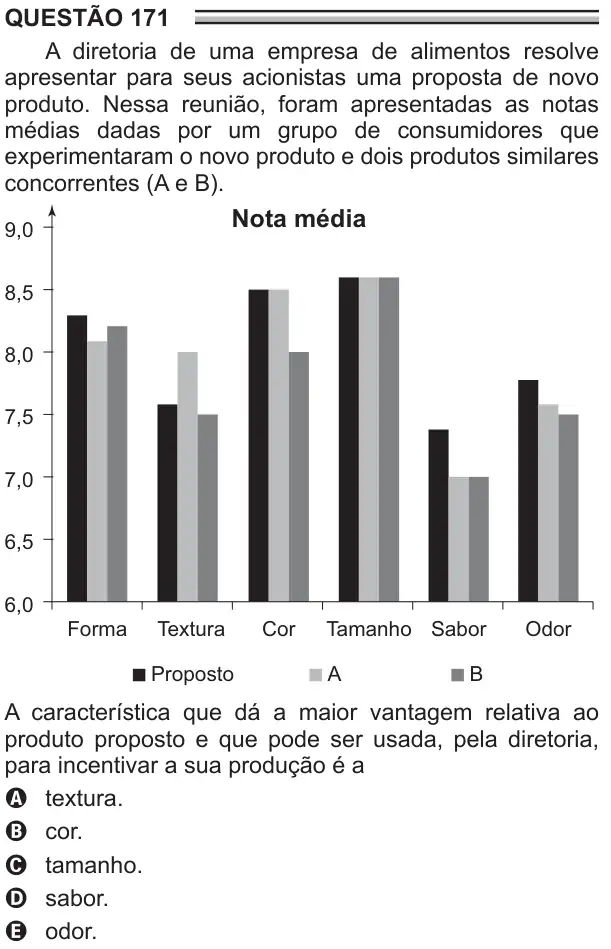 QUESTÃO 171
A diretoria de uma empresa de alimentos resolve
apresentar para seus acionistas uma proposta de novo
produto. Nessa reunião, foram apresentadas as notas
médias dadas por um grupo de consumidores que
experimentaram o novo produto e dois produtos similares
concorrentes (A e B).
Nota média
9,0
8,5
8,0
7,5
7,0
6,5
6,0
Forma Textura Cor Tamanho Sabor Odor
Proposto A B
A característica que dá a maior vantagem relativa ao
produto proposto e que pode ser usada, pela diretoria,
para incentivar a sua produção é a
A textura.
B cor.
C tamanho.
D sabor.
E odor.